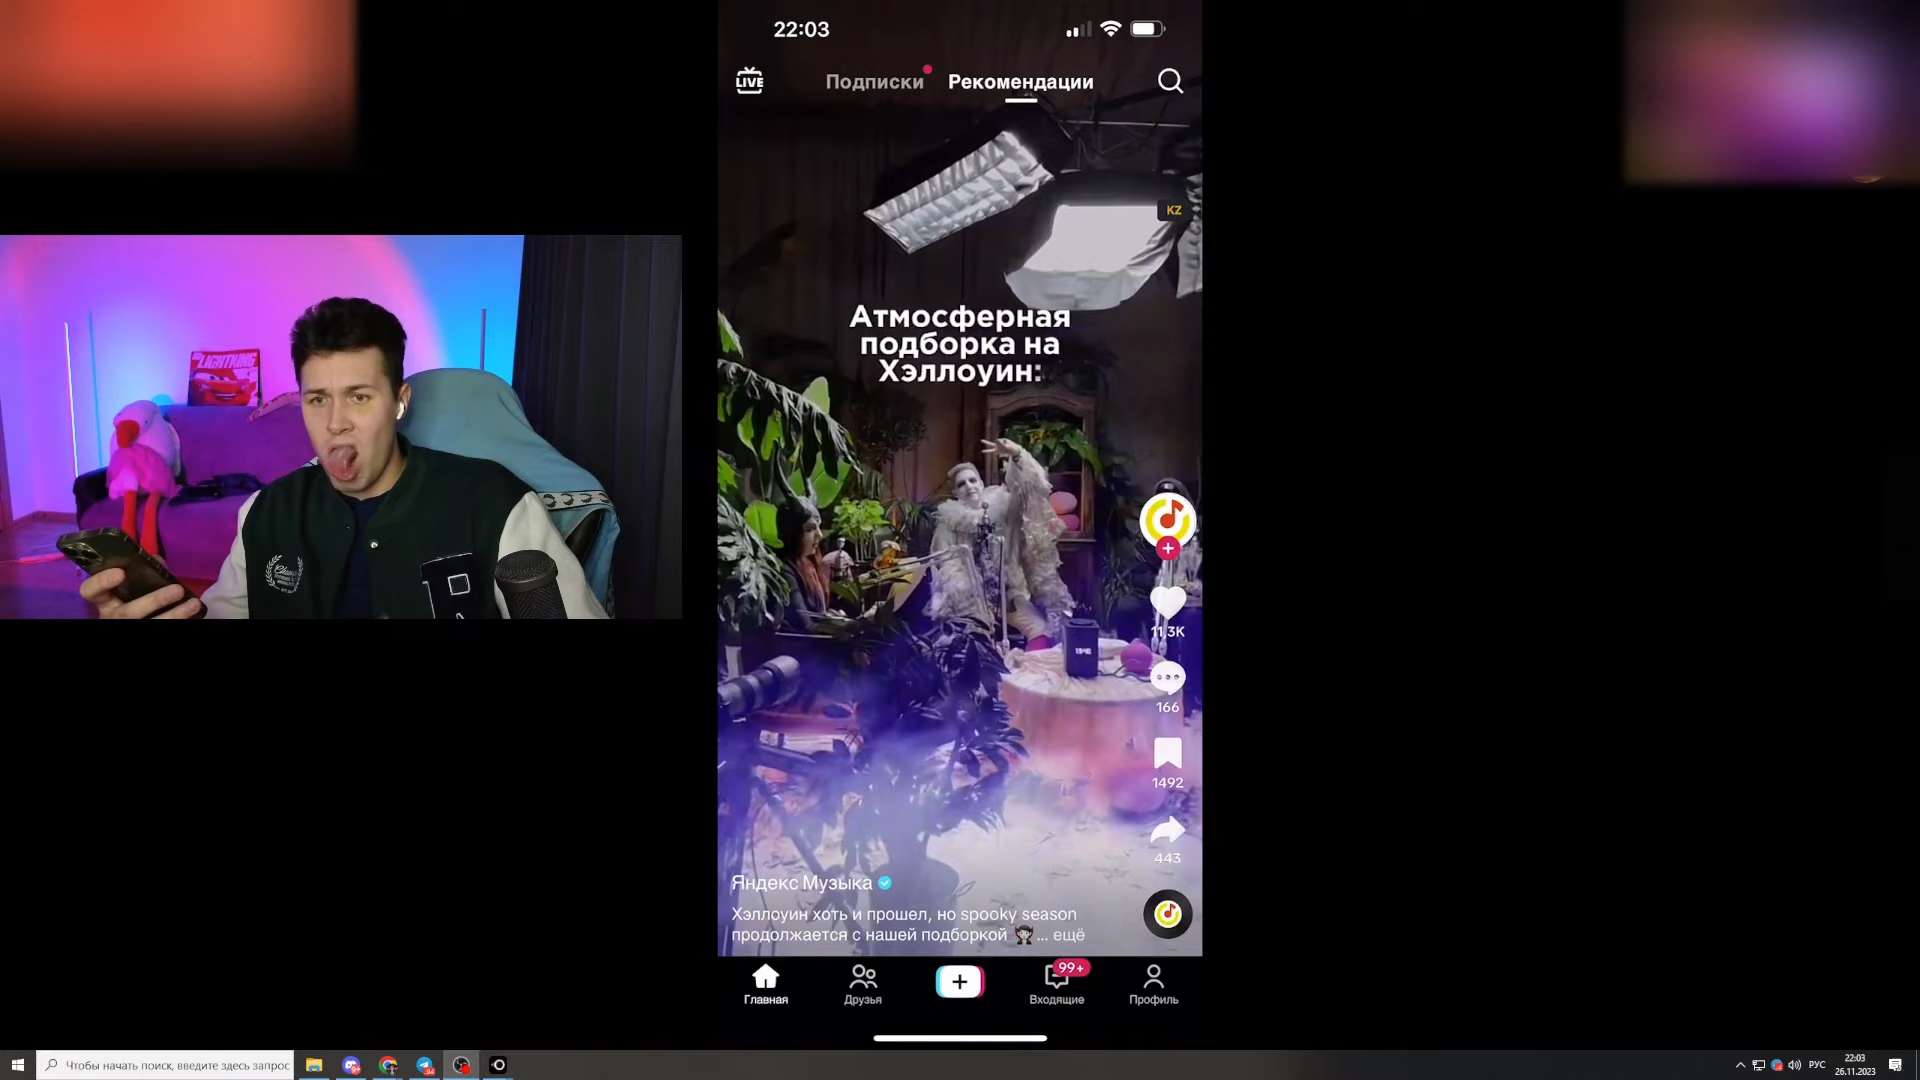 22:03
LIVE
Подписки
Рекомендации
KZ
Атмосферная
подборка на
Хэллоуин:
LIGHTNING
11,3K
166
1492
443
Яндекс Музыка
Хэллоуин хоть и прошел, но spooky season
продолжается с нашей подборкой ... ещё
99+
Главная
Друзья
Входящие
Профиль
Чтобы начать поиск, введите здесь запрос
РУС
22:03
26.11.2023